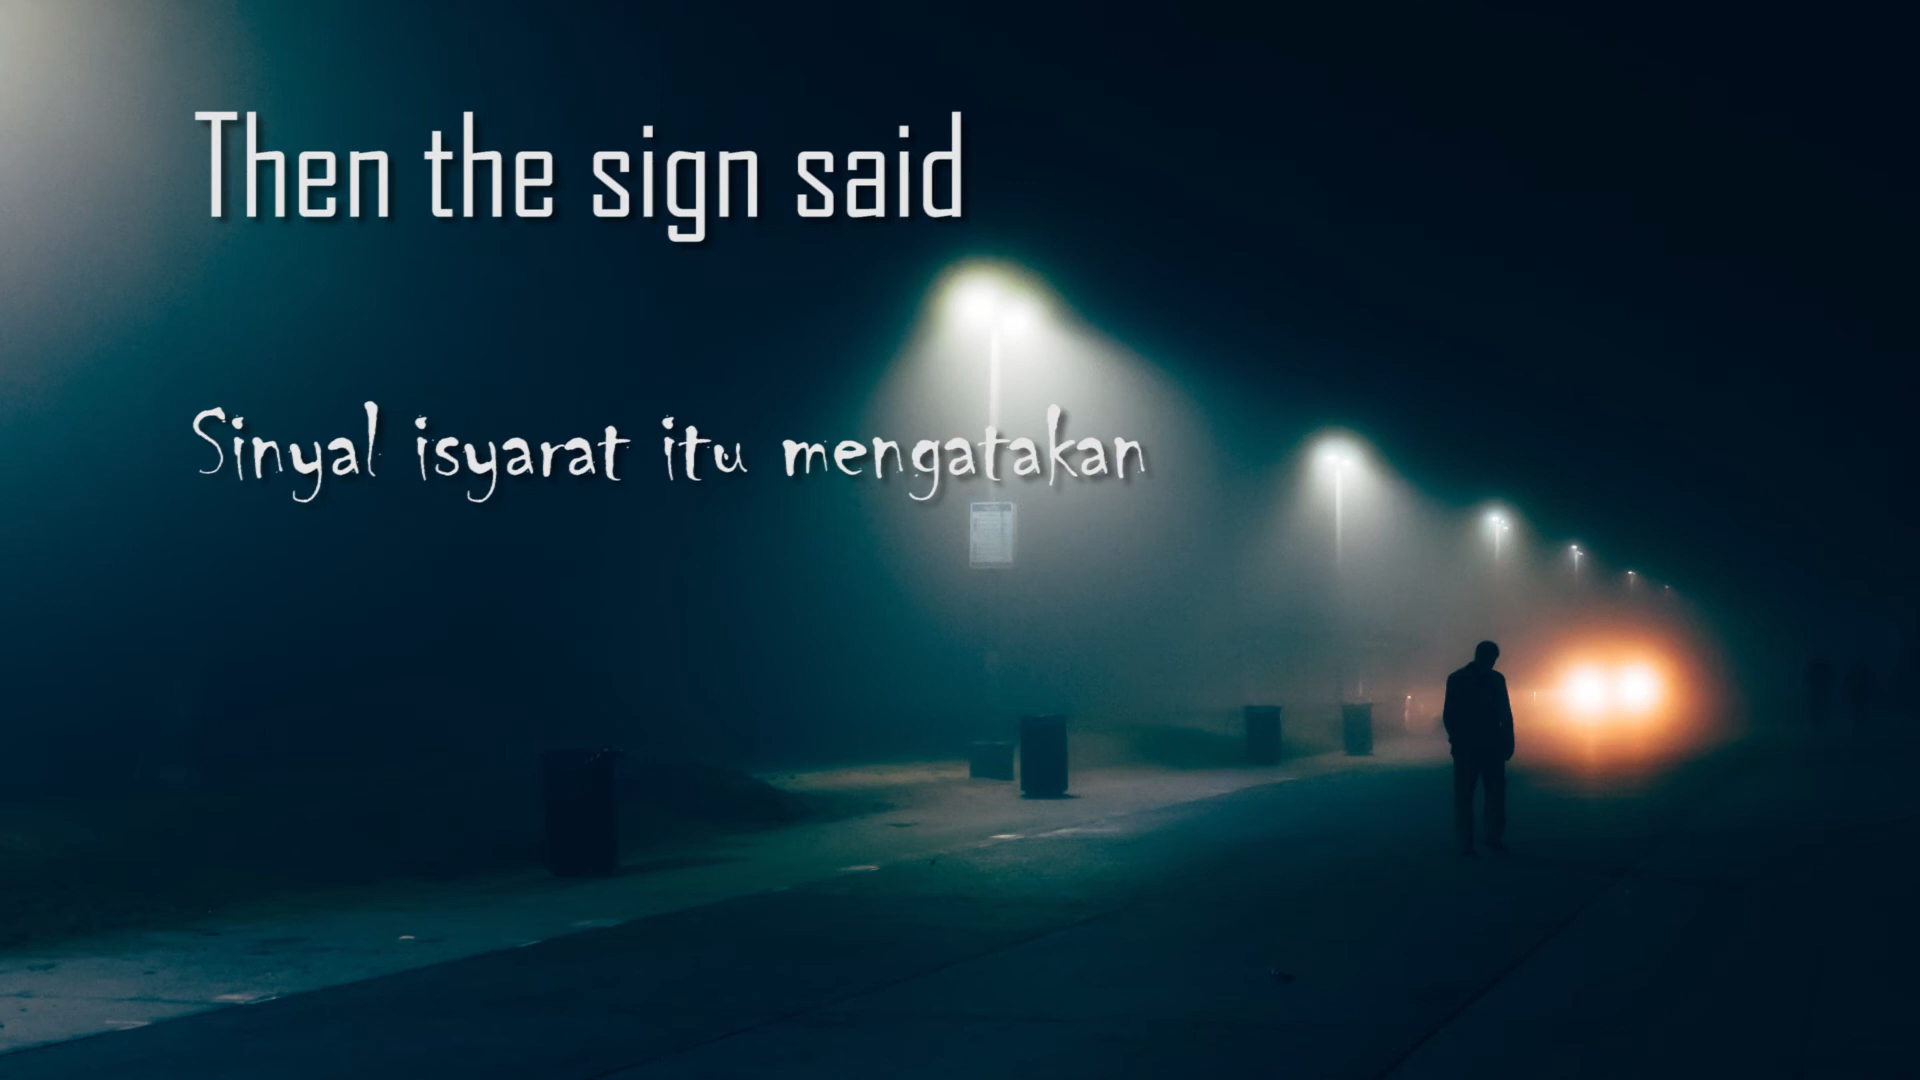 Then the sign said
Sinyal isyarat itu mengatakan